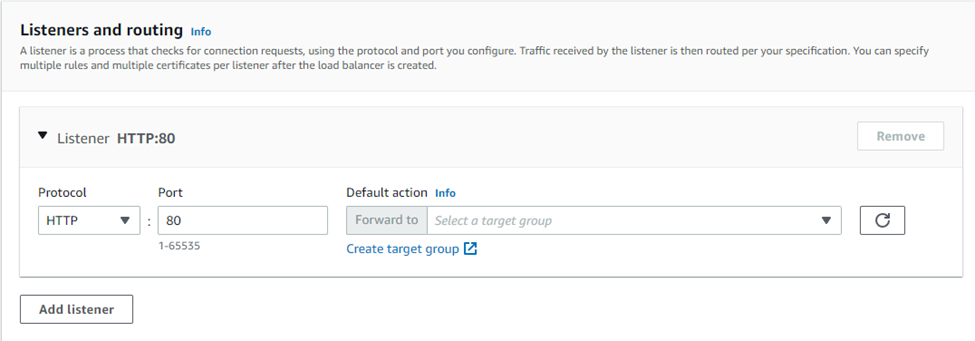 Listeners and routing Info
A listener is a process that checks for connection requests, using the protocol and port you configure. Traffic received by the listener is then routed per your specification. You can specify
multiple rules and multiple certificates per listener after the load balancer is created.
Listener HTTP:80
Remove
Protocol Port Default action Info
HTTP : 80 Forward to Select a target group
1-65535
Create target group
Add listener